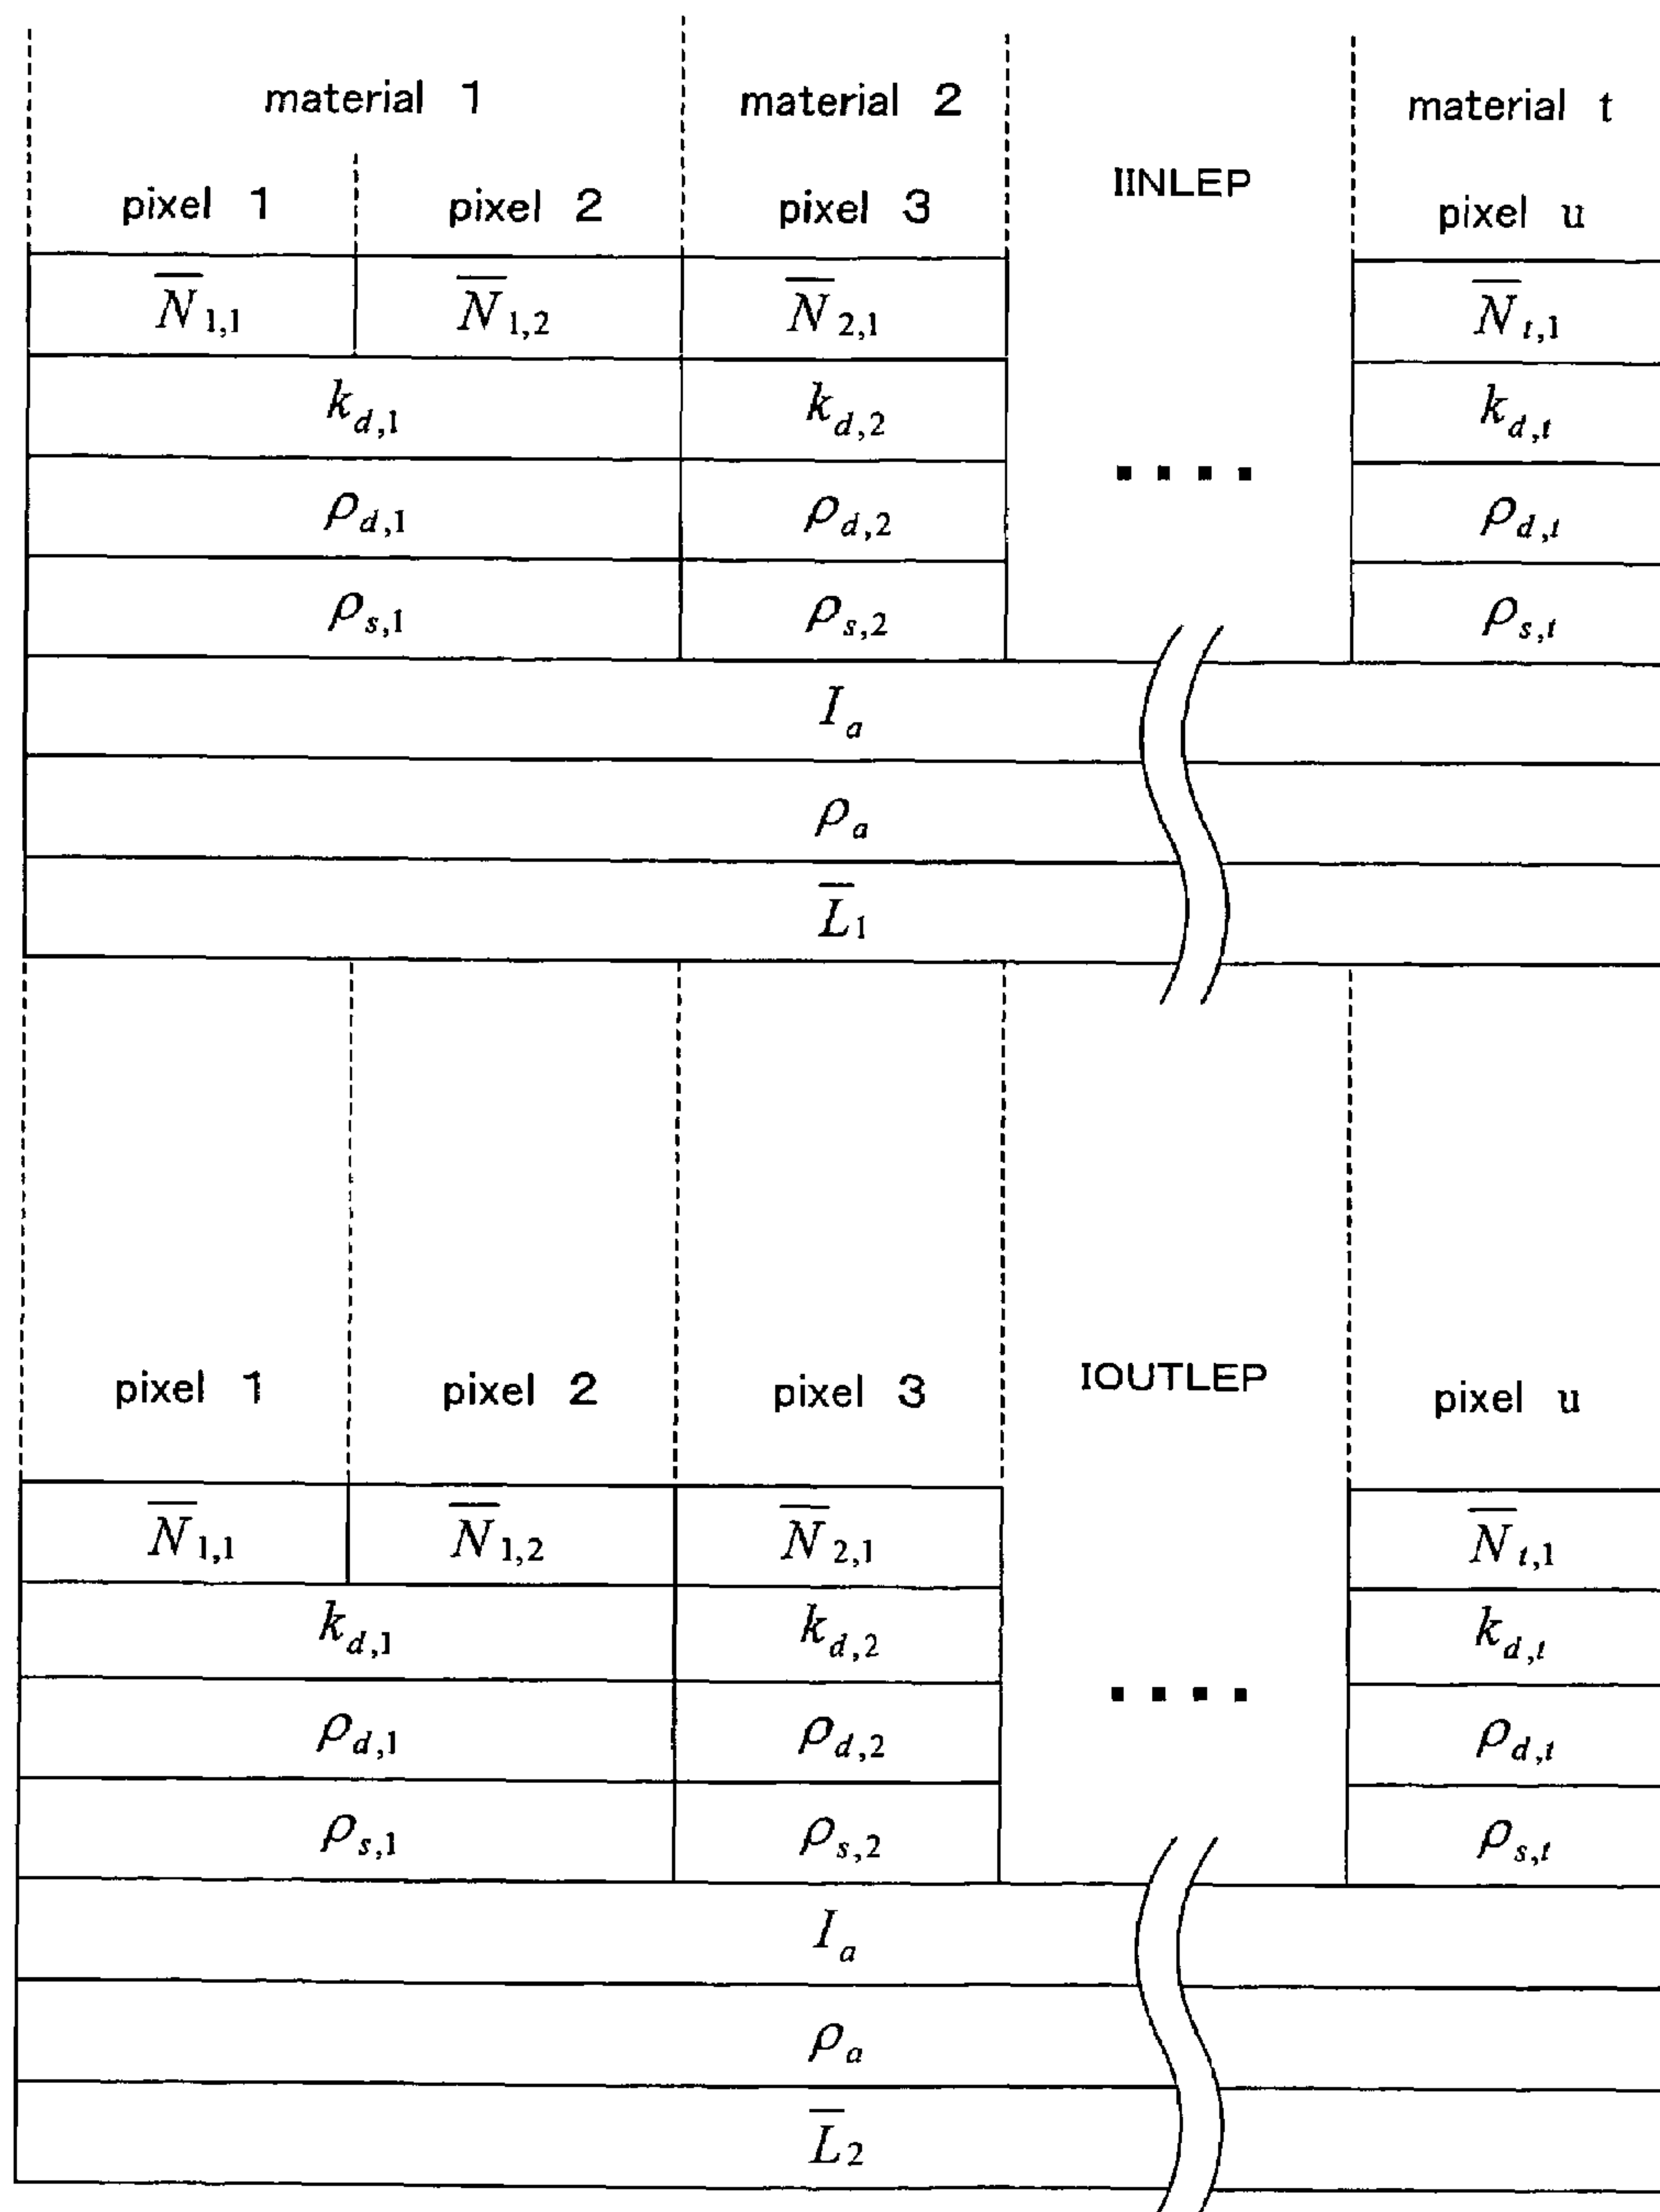 material 1 material 2 material t
IINLEP
pixel 1 pixel 2 pixel 3 pixel u
N̅1,1 N̅1,2 N̅2,1 N̅t,1
kd,1 kd,2 kd,t
ρd,1 ρd,2 ρd,t
ρs,1 ρs,2 ρs,t
Ia
ρa
L̅1
pixel 1 pixel 2 pixel 3 IOUTLEP pixel u
N̅1,1 N̅1,2 N̅2,1 N̅t,1
kd,1 kd,2 kd,t
ρd,1 ρd,2 ρd,t
ρs,1 ρs,2 ρs,t
Ia
ρa
L̅2